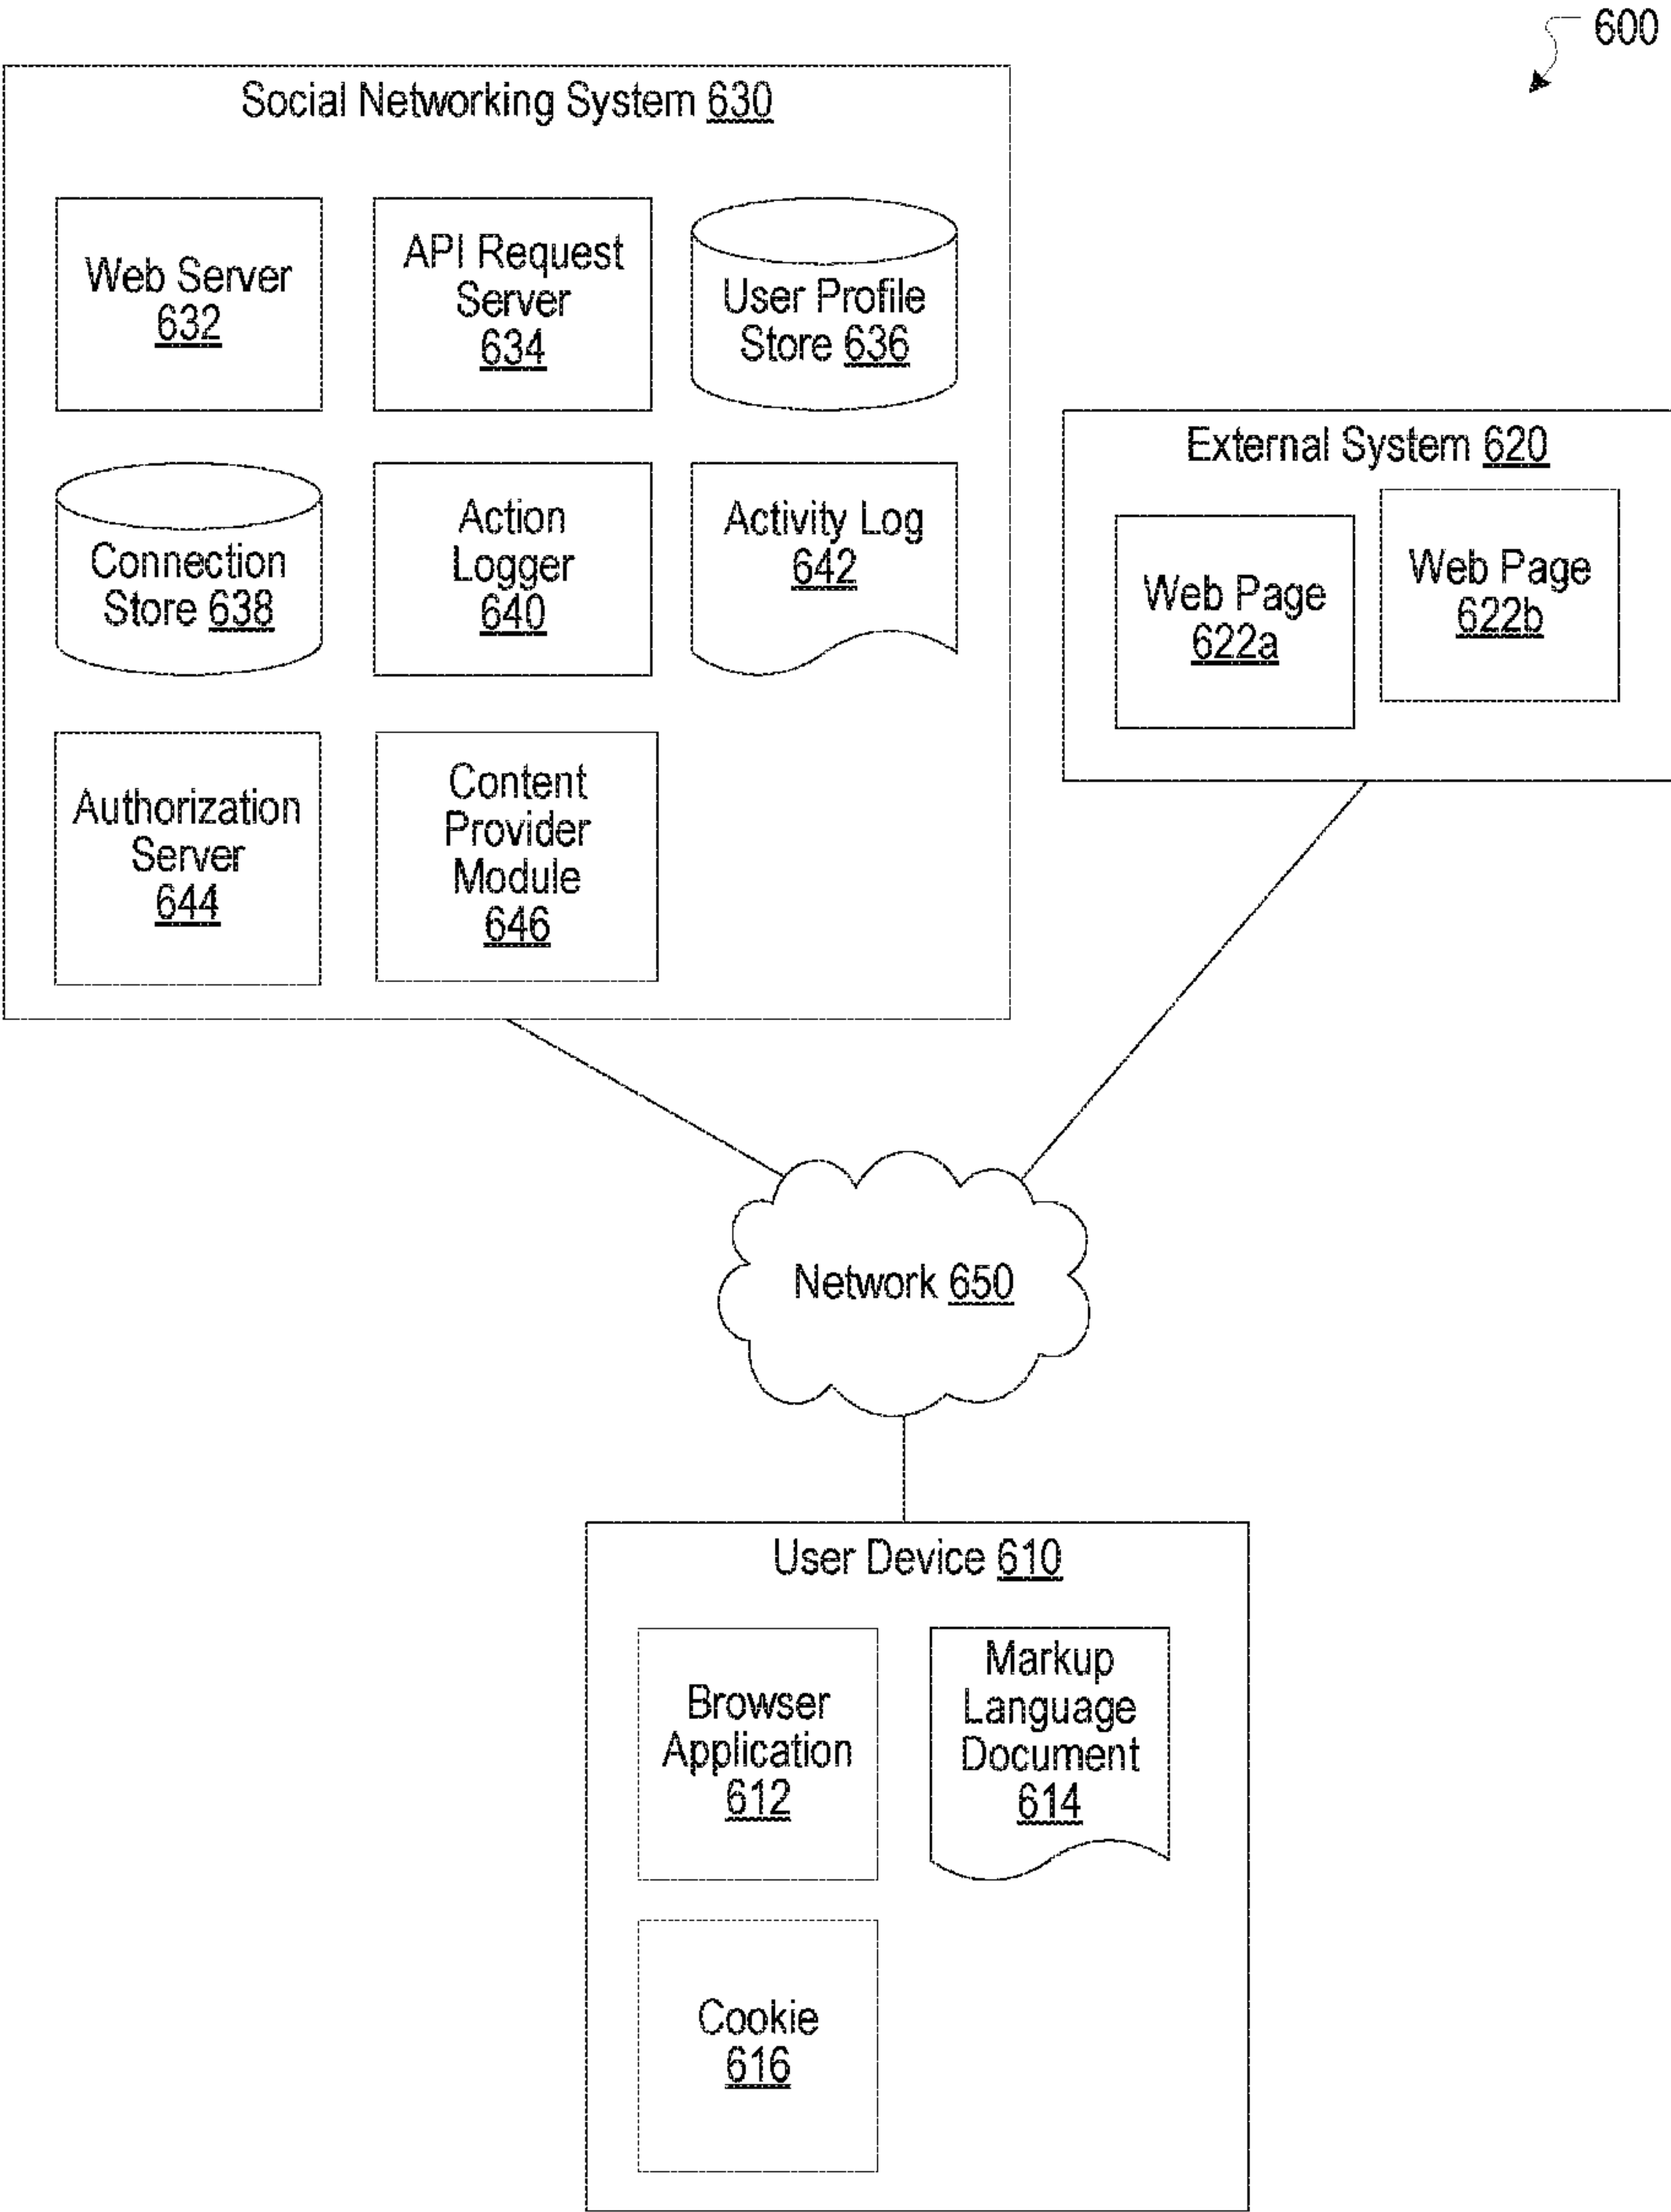 600
Social Networking System 630
Web Server
632
API Request
Server
634
User Profile
Store 636
Connection
Store 638
Action
Logger
640
Activity Log
642
Authorization
Server
644
Content
Provider
Module
646
External System 620
Web Page
622a
Web Page
622b
Network 650
User Device 610
Browser
Application
612
Markup
Language
Document
614
Cookie
616